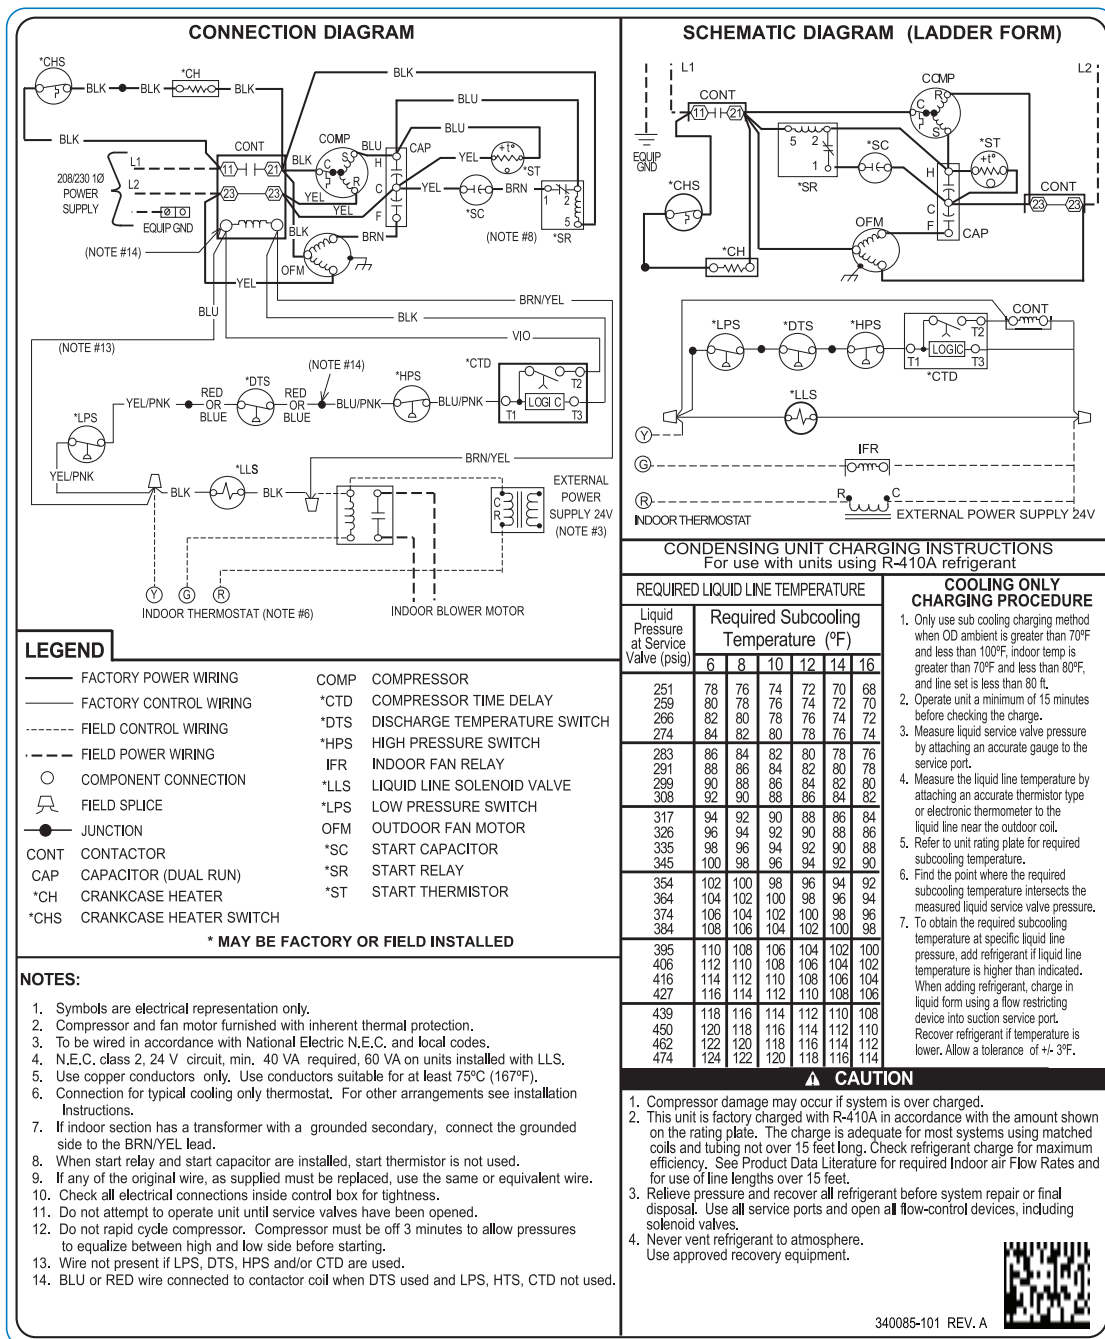 CONNECTION DIAGRAM
*CHS
BLK
BLK
*CH
BLK
BLK
BLU
BLK
BLU
CONT
COMP
BLU
CAP
L1
11
21
BLK
S
C
R
H
YEL
+t°
*ST
208/230 1Ø
POWER
SUPPLY
L2
23
23
YEL
YEL
C
YEL
BRN
*SC
1
2
5
EQUIP GND
BLK
BRN
F
(NOTE #8)
*SR
(NOTE #14)
OFM
YEL
BRN/YEL
BLU
BLK
VIO
(NOTE #13)
(NOTE #14)
*CTD
*LPS
YEL/PNK
RED
OR
BLUE
*DTS
RED
OR
BLUE
BLU/PNK
*HPS
BLU/PNK
T1
LOGIC
T2
T3
YEL/PNK
BRN/YEL
*LLS
BLK
BLK
C
R
EXTERNAL
POWER
SUPPLY 24V
(NOTE #3)
Y
G
R
INDOOR THERMOSTAT (NOTE #6)
INDOOR BLOWER MOTOR
SCHEMATIC DIAGRAM (LADDER FORM)
L1
L2
COMP
CONT
11
21
R
C
S
EQUIP
GND
5
2
1
*SR
*SC
*ST
+t°
H
*CHS
CONT
23
23
C
F
CAP
OFM
*CH
CONT
*LPS
*DTS
*HPS
T1
LOGIC
T2
T3
*CTD
*LLS
Y
IFR
G
R
R
C
INDOOR THERMOSTAT
EXTERNAL POWER SUPPLY 24V
LEGEND
FACTORY POWER WIRING
FACTORY CONTROL WIRING
FIELD CONTROL WIRING
FIELD POWER WIRING
COMPONENT CONNECTION
FIELD SPLICE
JUNCTION
CONT CONTACTOR
CAP CAPACITOR (DUAL RUN)
*CH CRANKCASE HEATER
*CHS CRANKCASE HEATER SWITCH
COMP COMPRESSOR
*CTD COMPRESSOR TIME DELAY
*DTS DISCHARGE TEMPERATURE SWITCH
*HPS HIGH PRESSURE SWITCH
IFR INDOOR FAN RELAY
*LLS LIQUID LINE SOLENOID VALVE
*LPS LOW PRESSURE SWITCH
OFM OUTDOOR FAN MOTOR
*SC START CAPACITOR
*SR START RELAY
*ST START THERMISTOR
* MAY BE FACTORY OR FIELD INSTALLED
NOTES:
1. Symbols are electrical representation only.
2. Compressor and fan motor furnished with inherent thermal protection.
3. To be wired in accordance with National Electric N.E.C. and local codes.
4. N.E.C. class 2, 24 V circuit, min. 40 VA required, 60 VA on units installed with LLS.
5. Use copper conductors only. Use conductors suitable for at least 75ºC (167ºF).
6. Connection for typical cooling only thermostat. For other arrangements see installation
Instructions.
7. If indoor section has a transformer with a grounded secondary, connect the grounded
side to the BRN/YEL lead.
8. When start relay and start capacitor are installed, start thermistor is not used.
9. If any of the original wire, as supplied must be replaced, use the same or equivalent wire.
10. Check all electrical connections inside control box for tightness.
11. Do not attempt to operate unit until service valves have been opened.
12. Do not rapid cycle compressor. Compressor must be off 3 minutes to allow pressures
to equalize between high and low side before starting.
13. Wire not present if LPS, DTS, HPS and/or CTD are used.
14. BLU or RED wire connected to contactor coil when DTS used and LPS, HTS, CTD not used.
CONDENSING UNIT CHARGING INSTRUCTIONS
For use with units using R-410A refrigerant
REQUIRED LIQUID LINE TEMPERATURE
Liquid
Pressure
at Service
Valve (psig)
Required Subcooling
Temperature (ºF)
6 8 10 12 14 16
251 78 76 74 72 70 68
259 80 78 76 74 72 70
266 82 80 78 76 74 72
274 84 82 80 78 76 74
283 86 84 82 80 78 76
291 88 86 84 82 80 78
299 90 88 86 84 82 80
308 92 90 88 86 84 82
317 94 92 90 88 86 84
326 96 94 92 90 88 86
335 98 96 94 92 90 88
345 100 98 96 94 92 90
354 102 100 98 96 94 92
364 104 102 100 98 96 94
374 106 104 102 100 98 96
384 108 106 104 102 100 98
395 110 108 106 104 102 100
406 112 110 108 106 104 102
416 114 112 110 108 106 104
427 116 114 112 110 108 106
439 118 116 114 112 110 108
450 120 118 116 114 112 110
462 122 120 118 116 114 112
474 124 122 120 118 116 114
COOLING ONLY
CHARGING PROCEDURE
1. Only use sub cooling charging method
when OD ambient is greater than 70ºF
and less than 100ºF, indoor temp is
greater than 70ºF and less than 80ºF,
and line set is less than 80 ft.
2. Operate unit a minimum of 15 minutes
before checking the charge.
3. Measure liquid service valve pressure
by attaching an accurate gauge to the
service port.
4. Measure the liquid line temperature by
attaching an accurate thermistor type
or electronic thermometer to the
liquid line near the outdoor coil.
5. Refer to unit rating plate for required
subcooling temperature.
6. Find the point where the required
subcooling temperature intersects the
measured liquid service valve pressure.
7. To obtain the required subcooling
temperature at specific liquid line
pressure, add refrigerant if liquid line
temperature is higher than indicated.
When adding refrigerant, charge in
liquid form using a flow restricting
device into suction service port.
Recover refrigerant if temperature is
lower. Allow a tolerance of +/- 3ºF.
CAUTION
1. Compressor damage may occur if system is over charged.
2. This unit is factory charged with R-410A in accordance with the amount shown
on the rating plate. The charge is adequate for most systems using matched
coils and tubing not over 15 feet long. Check refrigerant charge for maximum
efficiency. See Product Data Literature for required Indoor air Flow Rates and
for use of line lengths over 15 feet.
3. Relieve pressure and recover all refrigerant before system repair or final
disposal. Use all service ports and open all flow-control devices, including
solenoid valves.
4. Never vent refrigerant to atmosphere.
Use approved recovery equipment.
340085-101 REV. A